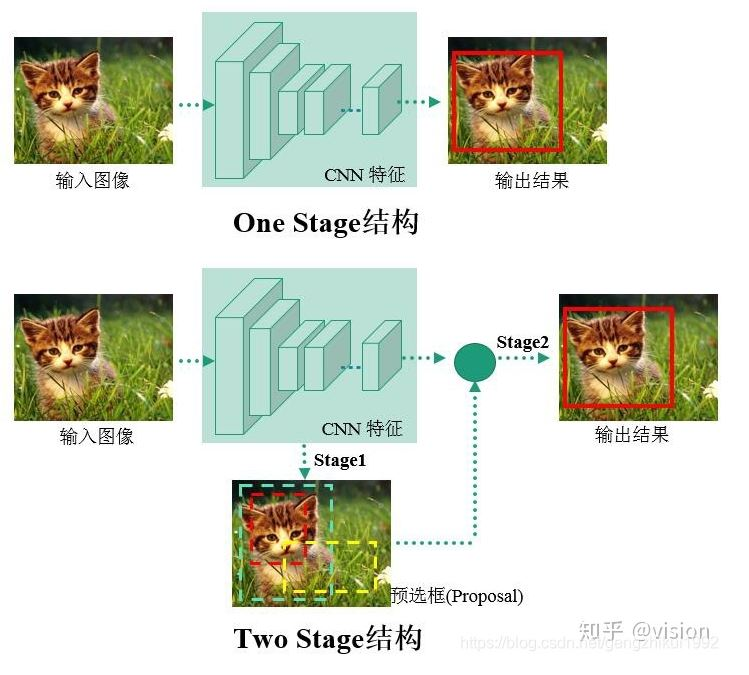 输入图像
CNN 特征
输出结果
One Stage结构
Stage2
输入图像
CNN 特征
输出结果
Stage1
预选框(Proposal)
知乎 @vision
https://blog.csdn.net/gengzhikui1992
Two Stage结构